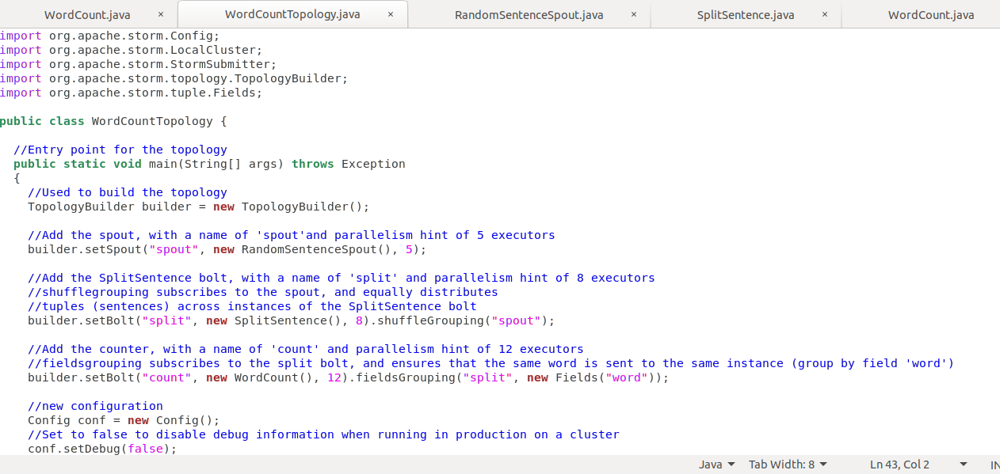 WordCount.java × WordCountTopology.java × RandomSentenceSpout.java × SplitSentence.java × WordCount.java
import org.apache.storm.Config;
import org.apache.storm.LocalCluster;
import org.apache.storm.StormSubmitter;
import org.apache.storm.topology.TopologyBuilder;
import org.apache.storm.tuple.Fields;
public class WordCountTopology {
//Entry point for the topology
public static void main(String[] args) throws Exception
{
//Used to build the topology
TopologyBuilder builder = new TopologyBuilder();
//Add the spout, with a name of 'spout'and parallelism hint of 5 executors
builder.setSpout("spout", new RandomSentenceSpout(), 5);
//Add the SplitSentence bolt, with a name of 'split' and parallelism hint of 8 executors
//shufflegrouping subscribes to the spout, and equally distributes
//tuples (sentences) across instances of the SplitSentence bolt
builder.setBolt("split", new SplitSentence(), 8).shuffleGrouping("spout");
//Add the counter, with a name of 'count' and parallelism hint of 12 executors
//fieldsgrouping subscribes to the split bolt, and ensures that the same word is sent to the same instance (group by field 'word')
builder.setBolt("count", new WordCount(), 12).fieldsGrouping("split", new Fields("word"));
//new configuration
Config conf = new Config();
//Set to false to disable debug information when running in production on a cluster
conf.setDebug(false);
Java Tab Width: 8 Ln 43, Col 2